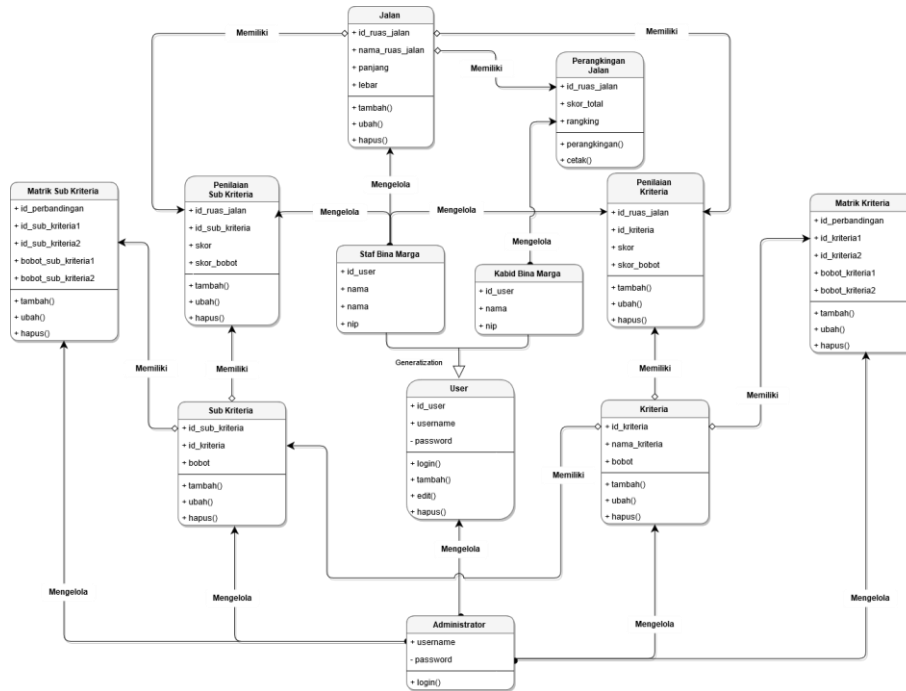 Jalan
+ id_ruas_jalan
+ nama_ruas_jalan
+ panjang
+ lebar
+ tambah()
+ ubah()
+ hapus()
Memiliki
Memiliki
Memiliki
Perangkingan
Jalan
+ id_ruas_jalan
+ skor_total
+ rangking
+ perangkingan()
+ cetak()
Mengelola
Matrik Sub Kriteria
+ id_perbandingan
+ id_sub_kriteria1
+ id_sub_kriteria2
+ bobot_sub_kriteria1
+ bobot_sub_kriteria2
+ tambah()
+ ubah()
+ hapus()
Penilaian
Sub Kriteria
+ id_ruas_jalan
+ id_sub_kriteria
+ skor
+ skor_bobot
+ tambah()
+ ubah()
+ hapus()
Mengelola
Mengelola
Mengelola
Staf Bina Marga
+ id_user
+ nama
+ nama
+ nip
Kabid Bina Marga
+ id_user
+ nama
+ nip
Penilaian
Kriteria
+ id_ruas_jalan
+ id_kriteria
+ skor
+ skor_bobot
+ tambah()
+ ubah()
+ hapus()
Matrik Kriteria
+ id_perbandingan
+ id_kriteria1
+ id_kriteria2
+ bobot_kriteria1
+ bobot_kriteria2
+ tambah()
+ ubah()
+ hapus()
Memiliki
Memiliki
Generatization
Memiliki
Memiliki
Sub Kriteria
+ id_sub_kriteria
+ id_kriteria
+ bobot
+ tambah()
+ ubah()
+ hapus()
User
+ id_user
+ username
- password
+ login()
+ tambah()
+ edit()
+ hapus()
Memiliki
Kriteria
+ id_kriteria
+ nama_kriteria
+ bobot
+ tambah()
+ ubah()
+ hapus()
Mengelola
Mengelola
Mengelola
Mengelola
Mengelola
Administrator
+ username
- password
+ login()